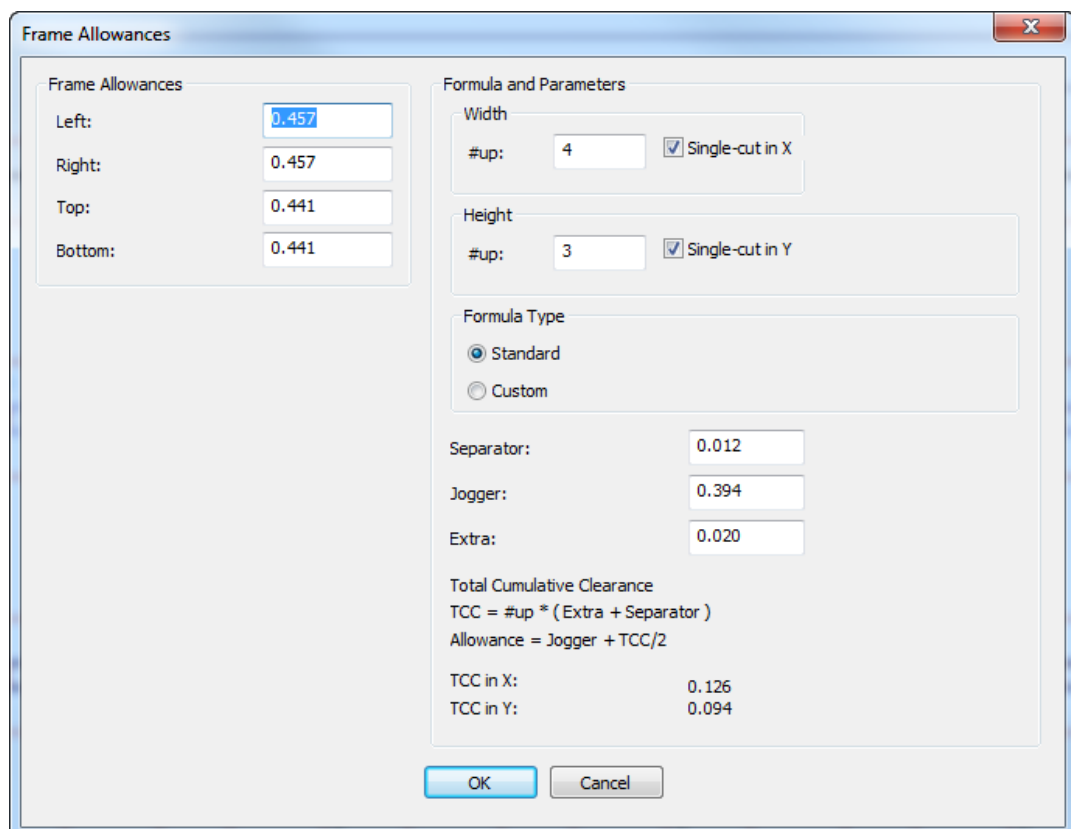 Frame Allowances
Frame Allowances
Left: 0.457
Right: 0.457
Top: 0.441
Bottom: 0.441
Formula and Parameters
Width
#up: 4 Single-cut in X
Height
#up: 3 Single-cut in Y
Formula Type
Standard
Custom
Separator: 0.012
Jogger: 0.394
Extra: 0.020
Total Cumulative Clearance
TCC = #up * ( Extra + Separator )
Allowance = Jogger + TCC/2
TCC in X: 0.126
TCC in Y: 0.094
OK Cancel